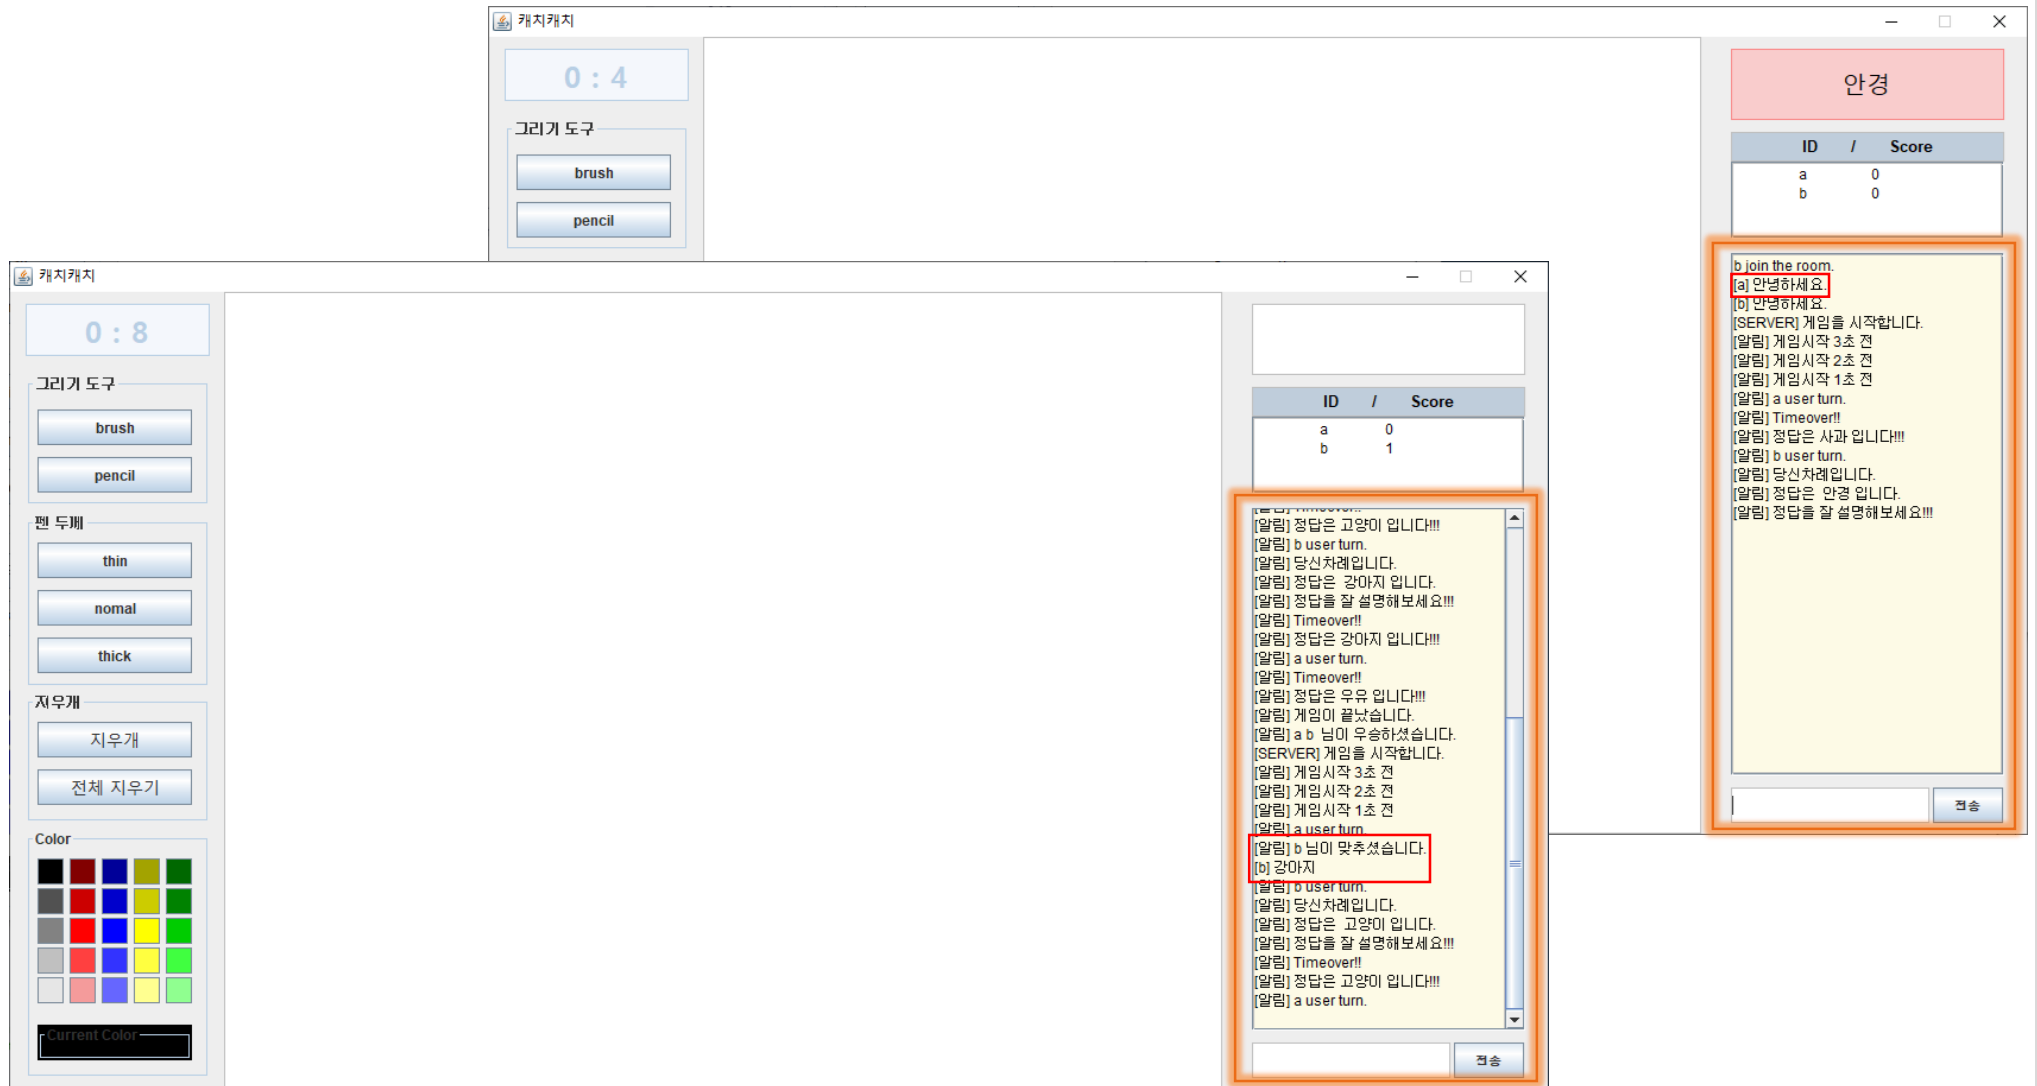 캐치캐치
0 : 4
그리기 도구
brush
pencil
안경
ID / Score
a 0
b 0
b join the room.
[a] 안녕하세요.
[b] 안녕하세요.
[SERVER] 게임을 시작합니다.
[알림] 게임시작 3초 전
[알림] 게임시작 2초 전
[알림] 게임시작 1초 전
[알림] a user turn.
[알림] Timeover!!
[알림] 정답은 사과 입니다!!!
[알림] b user turn.
[알림] 당신차례입니다.
[알림] 정답은  안경 입니다.
[알림] 정답을 잘 설명해보세요!!!
전송
캐치캐치
0 : 8
그리기 도구
brush
pencil
펜 두께
thin
nomal
thick
지우개
지우개
전체 지우기
Color
Current Color
ID / Score
a 0
b 1
[알림] Timeover!!
[알림] 정답은 고양이 입니다!!!
[알림] b user turn.
[알림] 당신차례입니다.
[알림] 정답은  강아지 입니다.
[알림] 정답을 잘 설명해보세요!!!
[알림] Timeover!!
[알림] 정답은 강아지 입니다!!!
[알림] a user turn.
[알림] Timeover!!
[알림] 정답은 우유 입니다!!!
[알림] 게임이 끝났습니다.
[알림] a b  님이 우승하셨습니다.
[SERVER] 게임을 시작합니다.
[알림] 게임시작 3초 전
[알림] 게임시작 2초 전
[알림] 게임시작 1초 전
[알림] a user turn.
[알림] b 님이 맞추셨습니다.
[b] 강아지
[알림] b user turn.
[알림] 당신차례입니다.
[알림] 정답은  고양이 입니다.
[알림] 정답을 잘 설명해보세요!!!
[알림] Timeover!!
[알림] 정답은 고양이 입니다!!!
[알림] a user turn.
전송